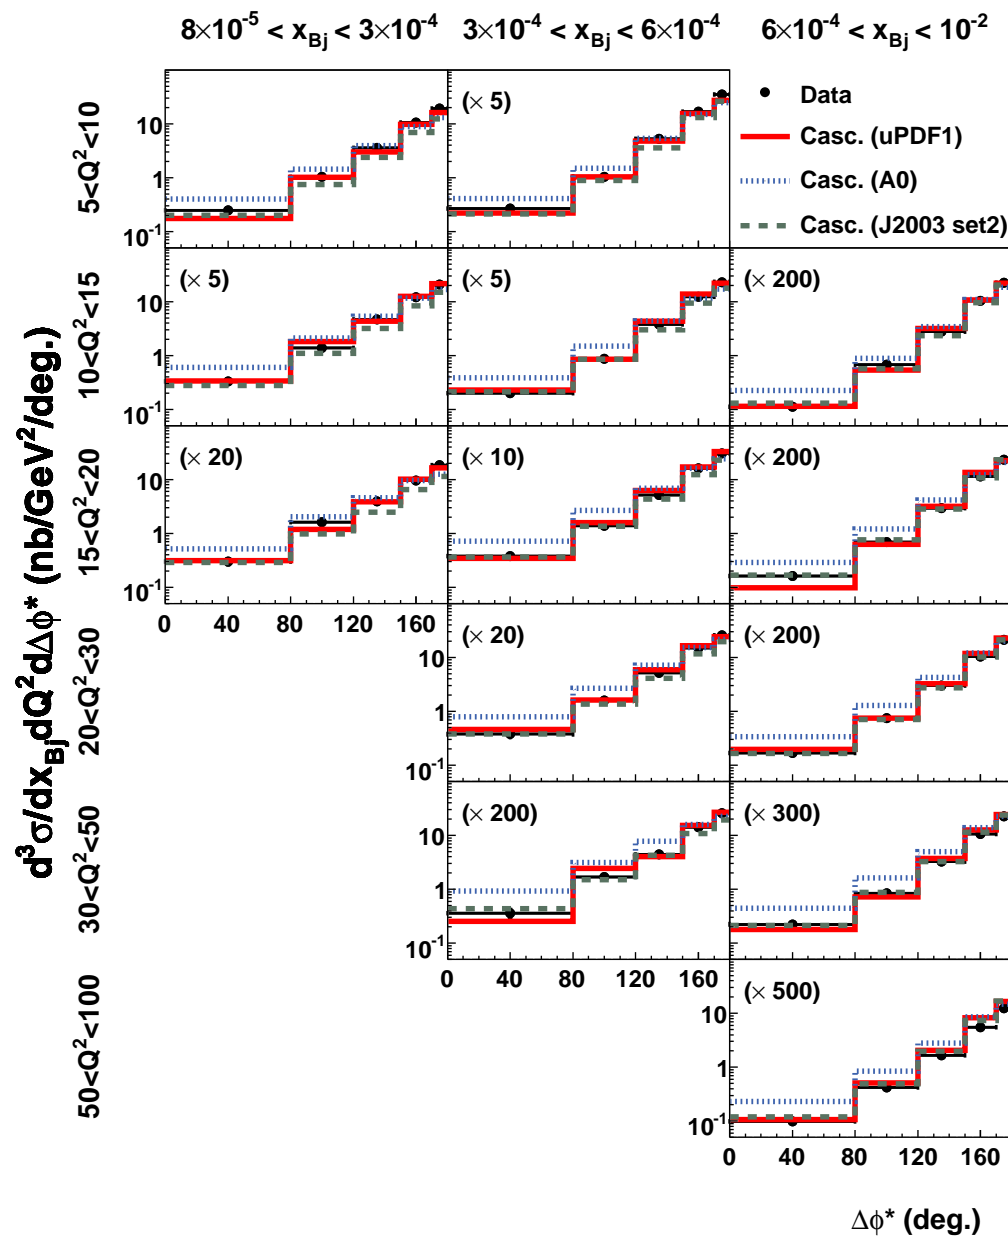 8×10⁻⁵ < x_Bj < 3×10⁻⁴
3×10⁻⁴ < x_Bj < 6×10⁻⁴
6×10⁻⁴ < x_Bj < 10⁻²
d³σ/dx_BjdQ²dΔϕ* (nb/GeV²/deg.)
5<Q²<10
10
1
10⁻¹
(× 5)
Data
Casc. (uPDF1)
Casc. (A0)
Casc. (J2003 set2)
10<Q²<15
10
1
10⁻¹
(× 5)
(× 5)
(× 200)
15<Q²<20
10
1
10⁻¹
(× 20)
(× 10)
(× 200)
0 40 80 120 160
20<Q²<30
10
1
10⁻¹
(× 20)
(× 200)
30<Q²<50
10
1
10⁻¹
(× 200)
(× 300)
0 40 80 120 160
50<Q²<100
10
1
10⁻¹
(× 500)
0 40 80 120 160
Δϕ* (deg.)